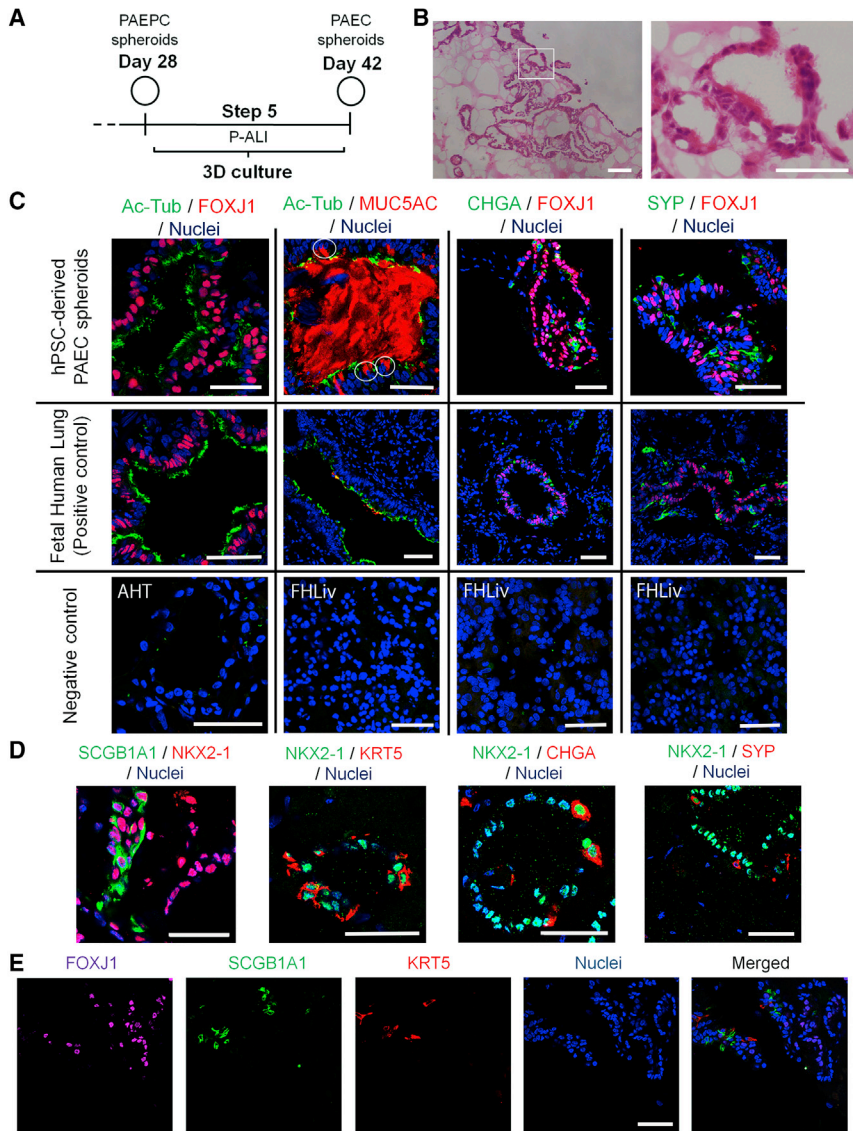 A
PAEPC
spheroids
Day 28
PAEC
spheroids
Day 42
Step 5
P-ALI
3D culture
B
C
Ac-Tub / FOXJ1
/ Nuclei
Ac-Tub / MUC5AC
/ Nuclei
CHGA / FOXJ1
/ Nuclei
SYP / FOXJ1
/ Nuclei
hPSC-derived
PAEC spheroids
Fetal Human Lung
(Positive control)
Negative control
AHT
FHLiv
FHLiv
FHLiv
D
SCGB1A1 / NKX2-1
/ Nuclei
NKX2-1 / KRT5
/ Nuclei
NKX2-1 / CHGA
/ Nuclei
NKX2-1 / SYP
/ Nuclei
E
FOXJ1
SCGB1A1
KRT5
Nuclei
Merged